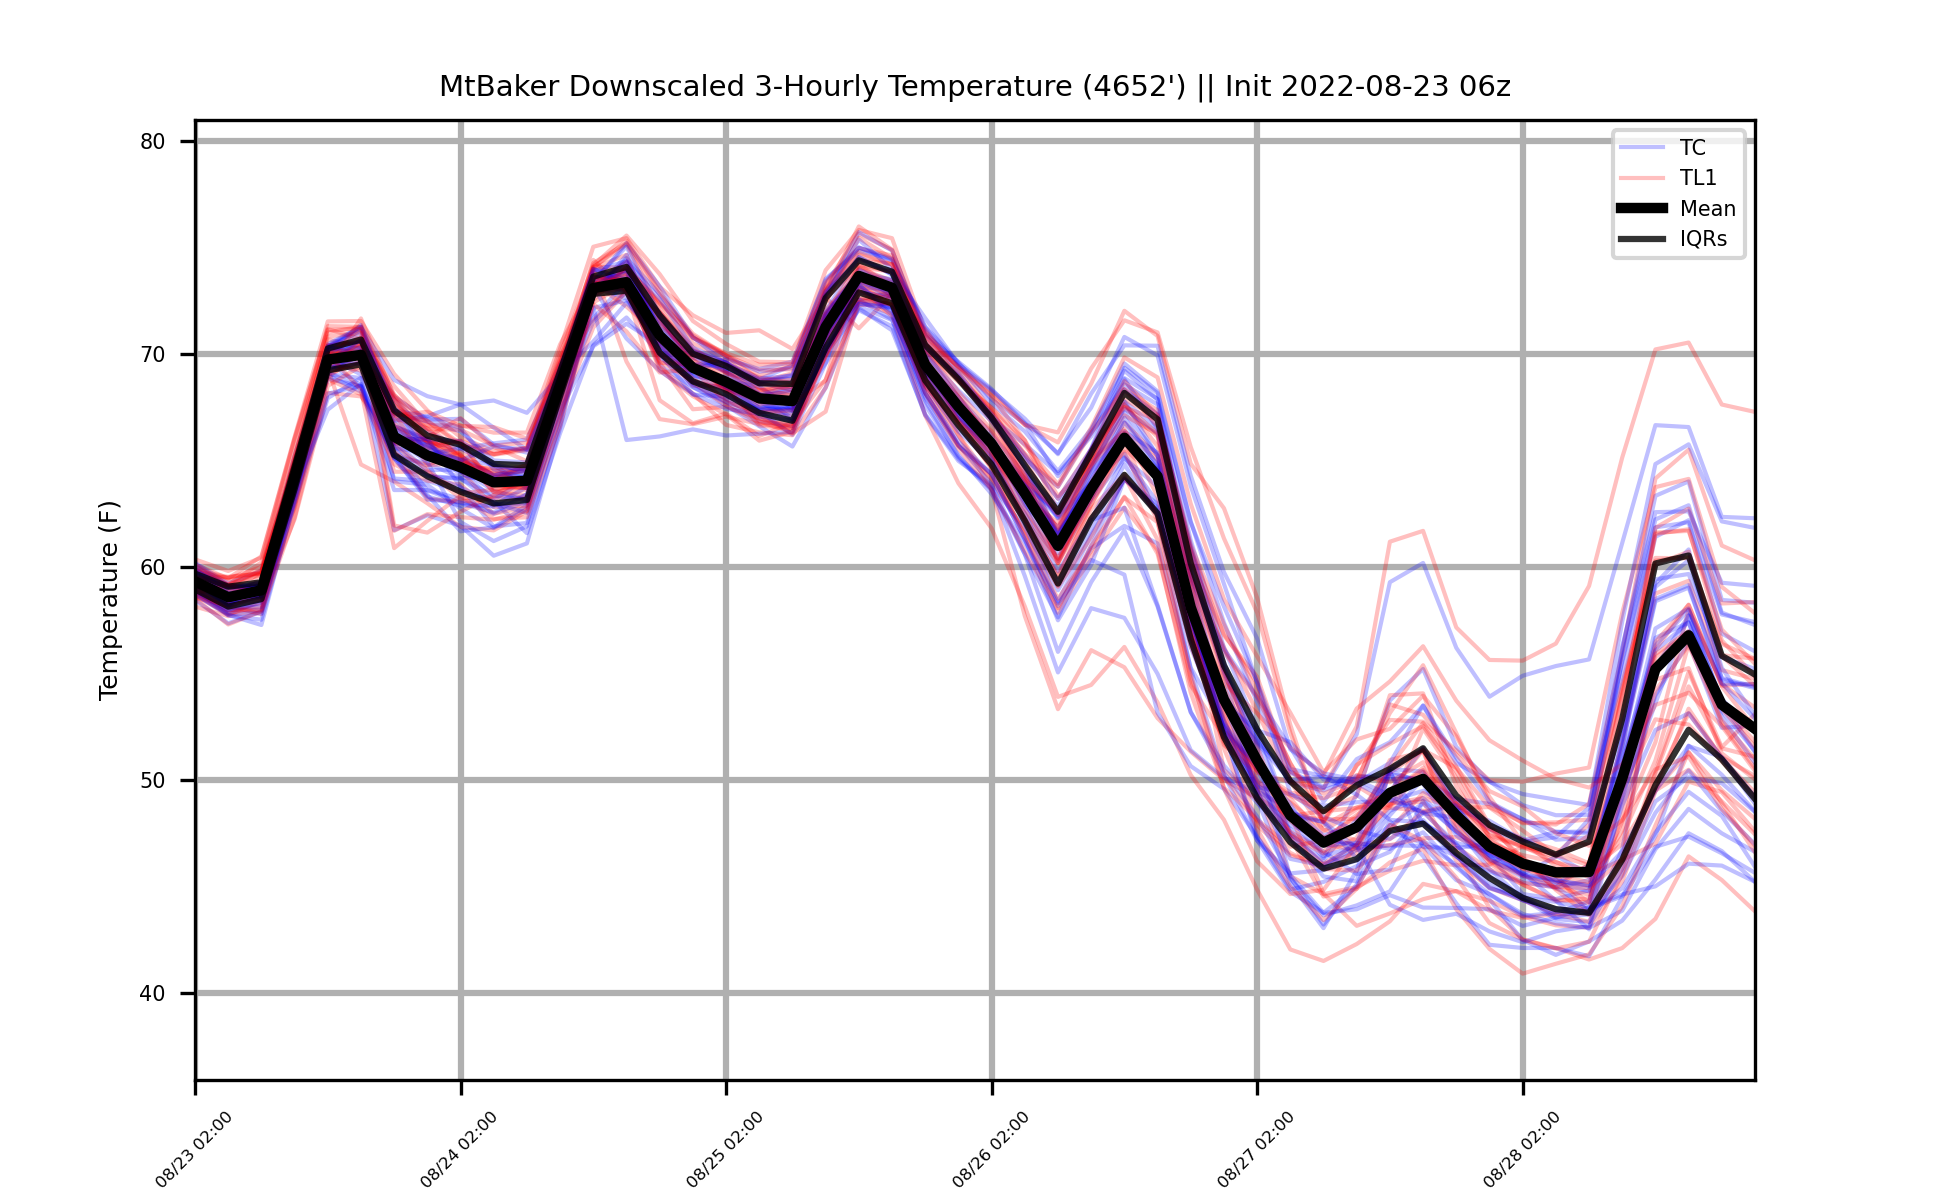 MtBaker Downscaled 3-Hourly Temperature (4652') || Init 2022-08-23 06z
TC
TL1
Mean
IQRs
Temperature (F)
80
70
60
50
40
08/23 02:00
08/24 02:00
08/25 02:00
08/26 02:00
08/27 02:00
08/28 02:00